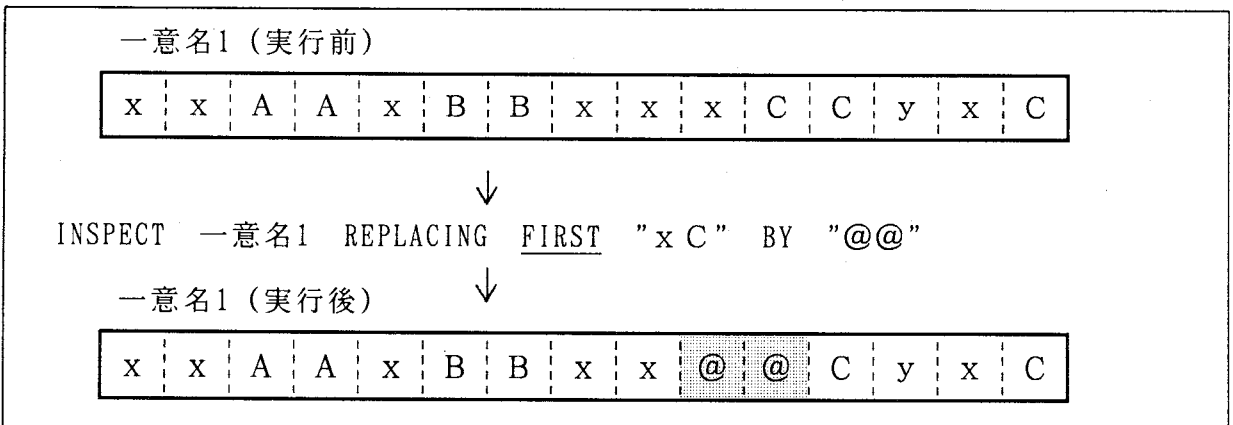 一意名1 (実行前)
x x A A x B B x x x C C y x C
↓
INSPECT 一意名1 REPLACING FIRST "x C" BY "@@"
↓
一意名1 (実行後)
x x A A x B B x x @ @ C y x C